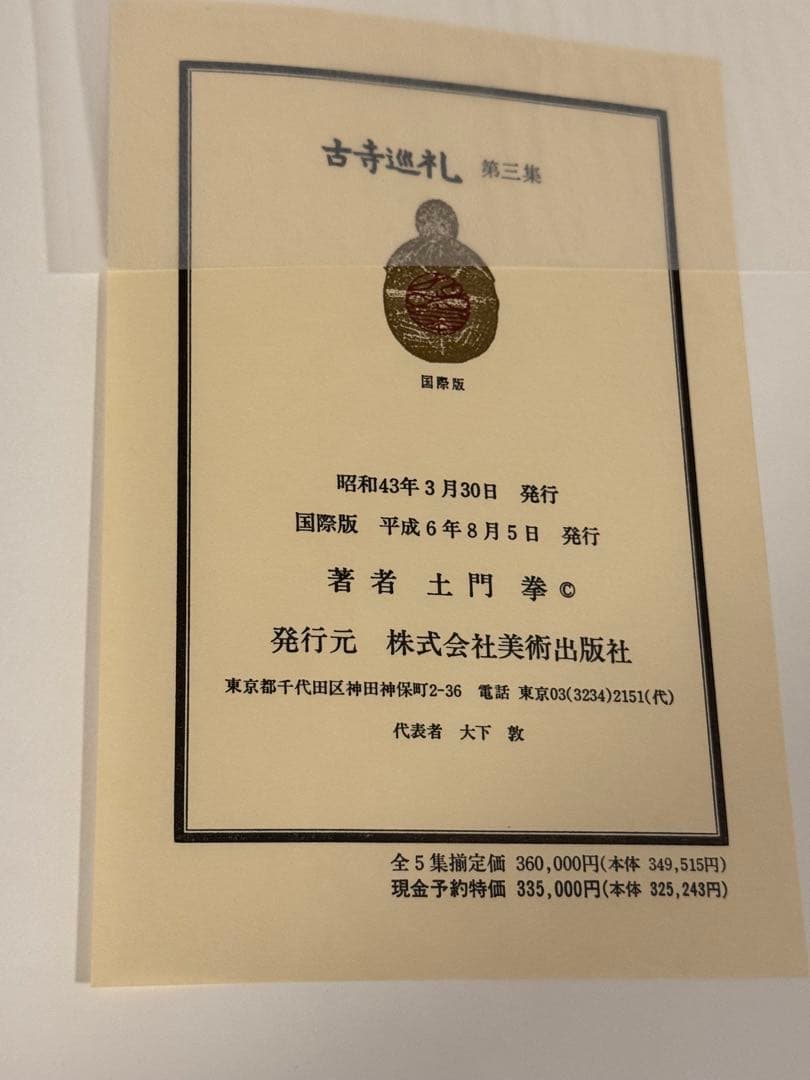 古寺巡礼 第三集
国際版
昭和43年3月30日 発行
国際版 平成6年8月5日 発行
著者 土門 拳©
発行元 株式会社美術出版社
東京都千代田区神田神保町2-36 電話 東京03(3234)2151(代)
代表者 大下 敦
全5集揃定価 360,000円(本体 349,515円)
現金予約特価 335,000円(本体 325,243円)